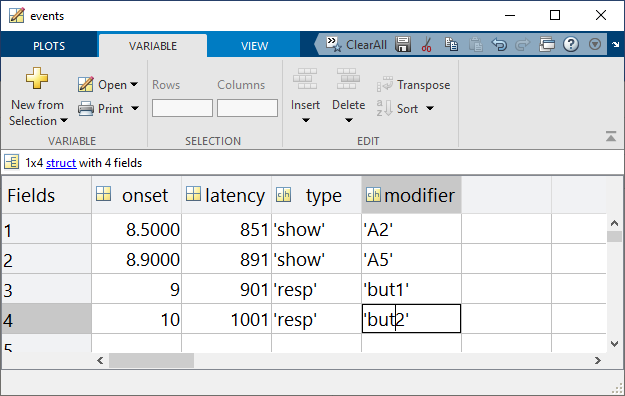 events
PLOTS VARIABLE VIEW ClearAll
New from Selection Open Print Rows Columns Insert Delete Transpose Sort
VARIABLE SELECTION EDIT
1x4 struct with 4 fields
Fields onset latency type modifier
1 8.5000 851 'show' 'A2'
2 8.9000 891 'show' 'A5'
3 9 901 'resp' 'but1'
4 10 1001 'resp' 'but2'
5